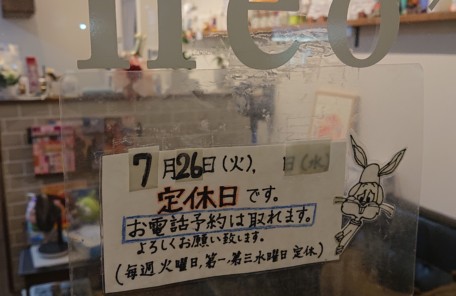 neo
7月26日(火), 日(水)
定休日です。
お電話予約は取れます。
よろしくお願い致します。
(毎週火曜日,第一,第三水曜日定休)